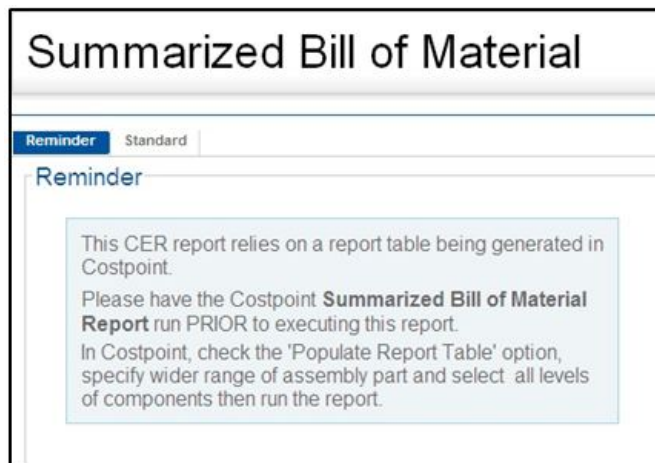 Summarized Bill of Material
Reminder Standard
Reminder
This CER report relies on a report table being generated in
Costpoint.
Please have the Costpoint Summarized Bill of Material
Report run PRIOR to executing this report.
In Costpoint, check the 'Populate Report Table' option,
specify wider range of assembly part and select all levels
of components then run the report.